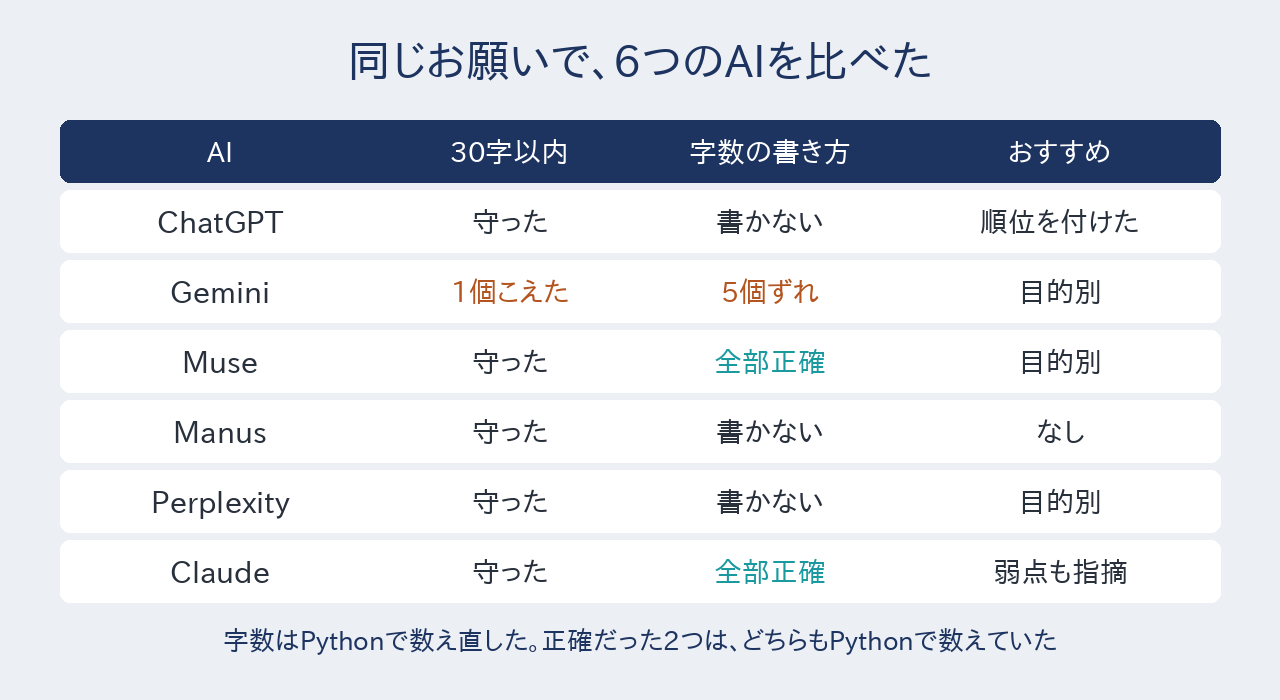 同じお願いで、6つのAIを比べた
AI 30字以内 字数の書き方 おすすめ
ChatGPT 守った 書かない 順位を付けた
Gemini 1個こえた 5個ずれ 目的別
Muse 守った 全部正確 目的別
Manus 守った 書かない なし
Perplexity 守った 書かない 目的別
Claude 守った 全部正確 弱点も指摘
字数はPythonで数え直した。正確だった2つは、どちらもPythonで数えていた